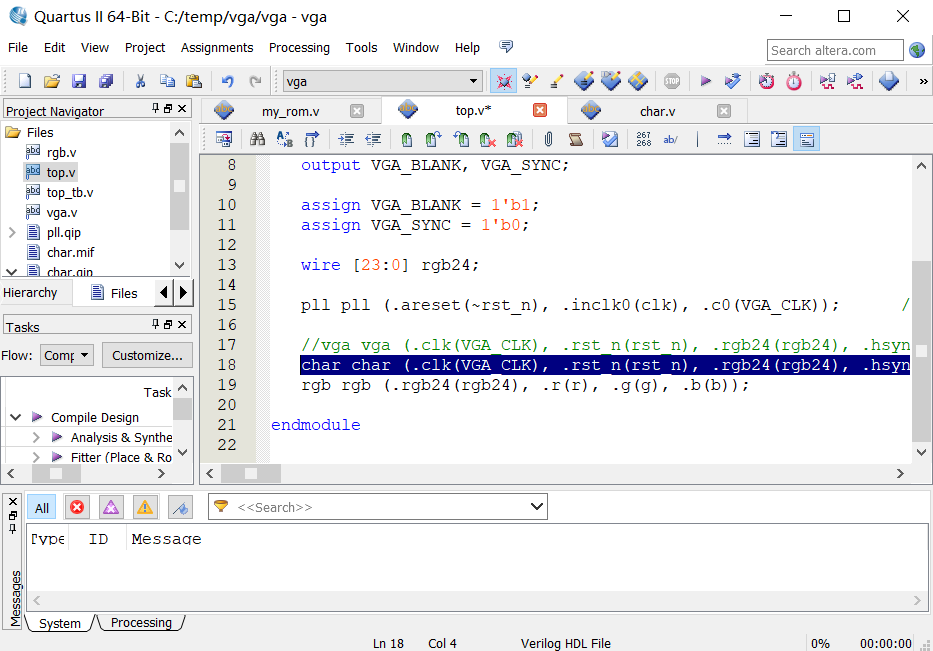 Quartus II 64-Bit - C:/temp/vga/vga - vga
File Edit View Project Assignments Processing Tools Window Help
Search altera.com
vga
Project Navigator
Files
rgb.v
top.v
top_tb.v
vga.v
pll.qip
char.mif
char.qip
Hierarchy Files
Tasks
Flow: Comp Customize...
Task
Compile Design
Analysis & Synthe
Fitter (Place & Ro
my_rom.v top.v* char.v
267
268 ab/
8 output VGA_BLANK, VGA_SYNC;
9
10 assign VGA_BLANK = 1'b1;
11 assign VGA_SYNC = 1'b0;
12
13 wire [23:0] rgb24;
14
15 pll pll (.areset(~rst_n), .inclk0(clk), .c0(VGA_CLK)); /
16
17 //vga vga (.clk(VGA_CLK), .rst_n(rst_n), .rgb24(rgb24), .hsyn
18 char char (.clk(VGA_CLK), .rst_n(rst_n), .rgb24(rgb24), .hsyn
19 rgb rgb (.rgb24(rgb24), .r(r), .g(g), .b(b));
20
21 endmodule
22
All <<Search>>
Type ID Message
Messages
System Processing
Ln 18 Col 4 Verilog HDL File 0% 00:00:00